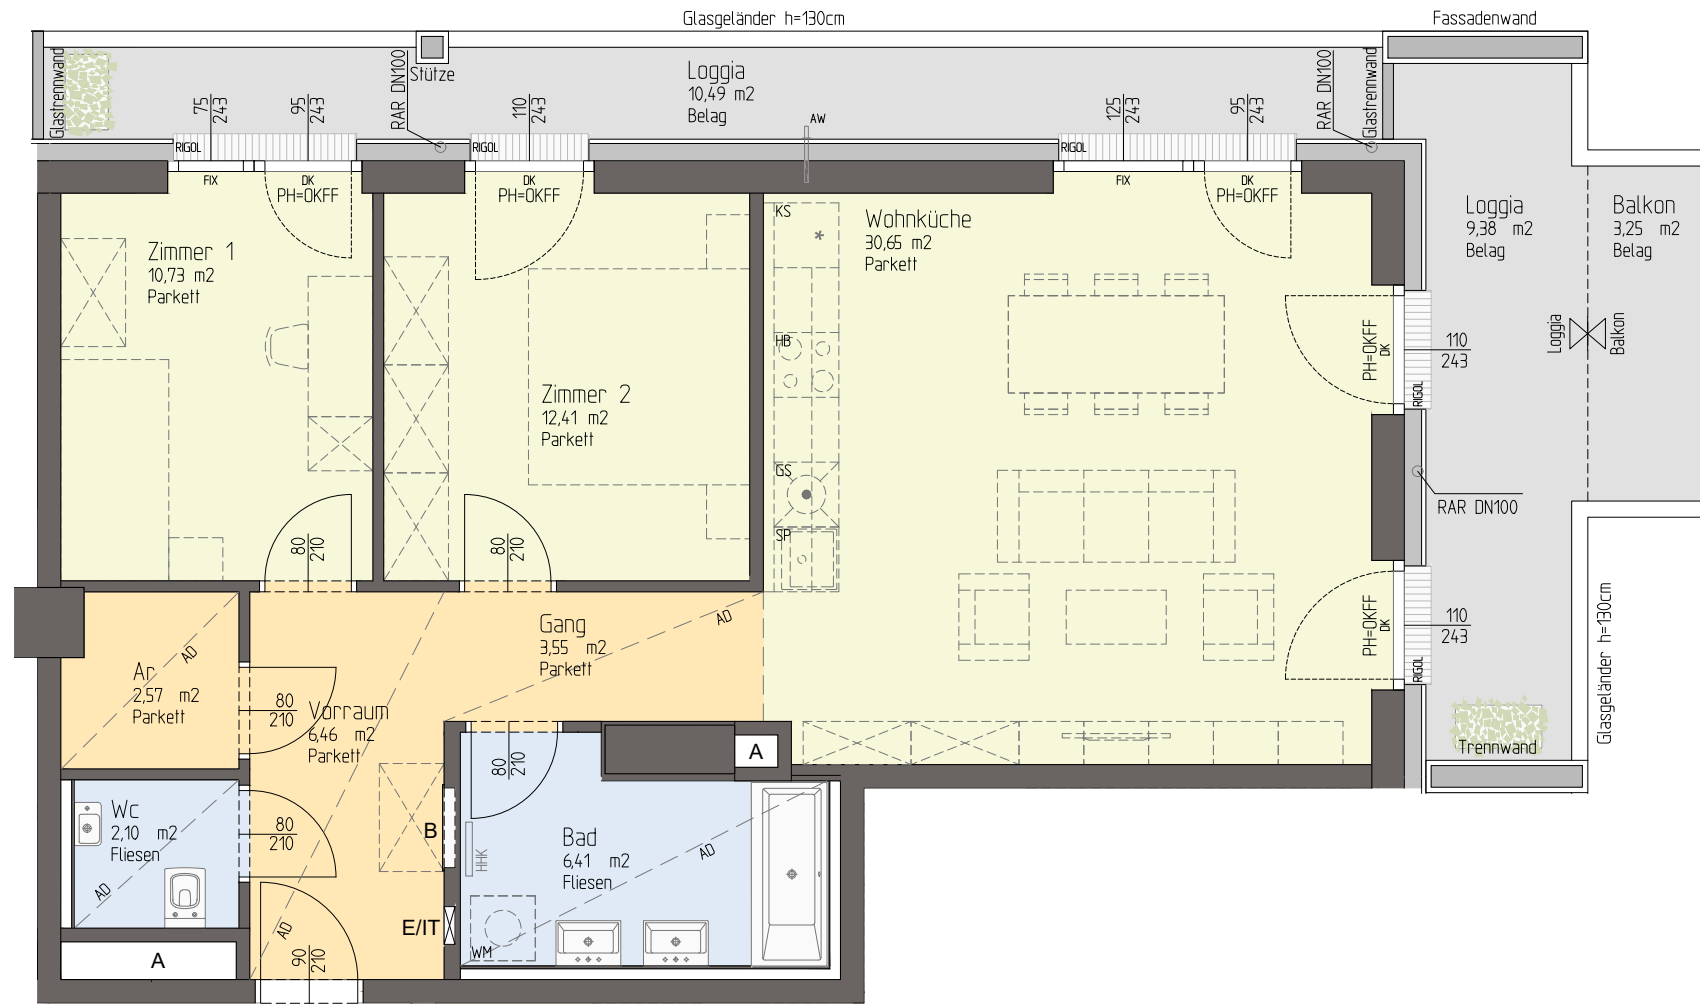 Glasgeländer h=130cm
Fassadenwand
Glastrennwand
Stütze
RAR DN100
Loggia
10,49 m2
Belag
RAR DN100
Glastrennwand
75
243
95
243
110
243
AW
125
243
95
243
RIGOL
RIGOL
RIGOL
FIX
DK
PH=OKFF
DK
PH=OKFF
FIX
DK
PH=OKFF
Zimmer 1
10,73 m2
Parkett
Zimmer 2
12,41 m2
Parkett
KS
HB
GS
SP
Wohnküche
30,65 m2
Parkett
Loggia
9,38 m2
Belag
Balkon
3,25 m2
Belag
Loggia
Balkon
PH=OKFF
DK
110
243
RIGOL
RAR DN100
PH=OKFF
DK
110
243
RIGOL
Glasgeländer h=130cm
Trennwand
80
210
80
210
Gang
3,55 m2
Parkett
AD
Ar
2,57 m2
Parkett
AD
80
210
Vorraum
6,46 m2
Parkett
80
210
A
Wc
2,10 m2
Fliesen
AD
80
210
B
HHK
Bad
6,41 m2
Fliesen
AD
E/IT
AD
WM
A
90
210